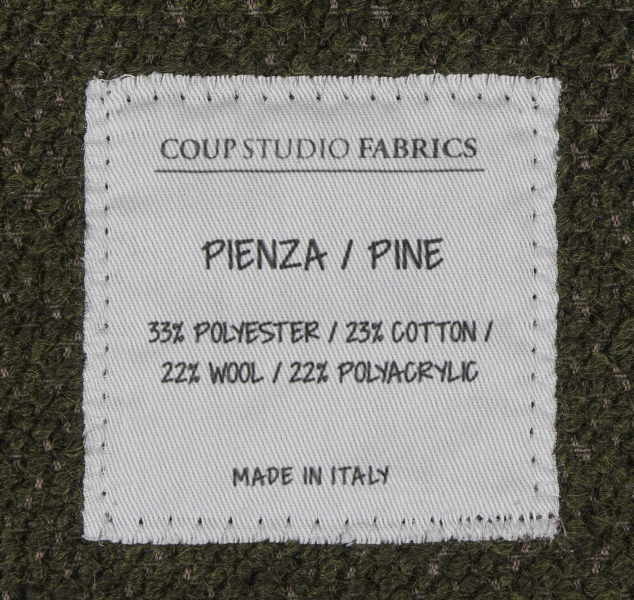 COUP STUDIO FABRICS
PIENZA / PINE
33% POLYESTER / 23% COTTON /
22% WOOL / 22% POLYACRYLIC
MADE IN ITALY